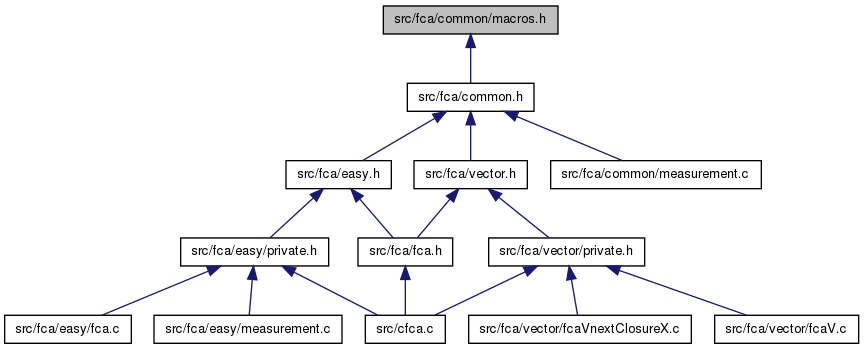 src/fca/common/macros.h
src/fca/common.h
src/fca/easy.h
src/fca/vector.h
src/fca/common/measurement.c
src/fca/easy/private.h
src/fca/fca.h
src/fca/vector/private.h
src/fca/easy/fca.c
src/fca/easy/measurement.c
src/cfca.c
src/fca/vector/fcaVnextClosureX.c
src/fca/vector/fcaV.c